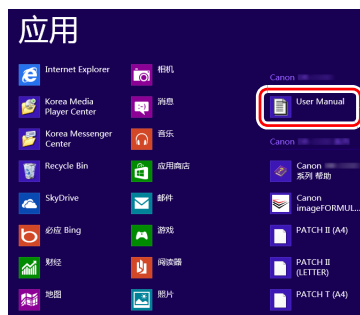 应用
Internet Explorer
Korea Media
Player Center
Korea Messenger
Center
Recycle Bin
SkyDrive
必应 Bing
财经
地图
相机
消息
音乐
应用商店
邮件
游戏
阅读器
照片
Canon
User Manual
Canon
Canon
系列 帮助
Canon
imageFORMUL...
PATCH II (A4)
PATCH II
(LETTER)
PATCH T (A4)